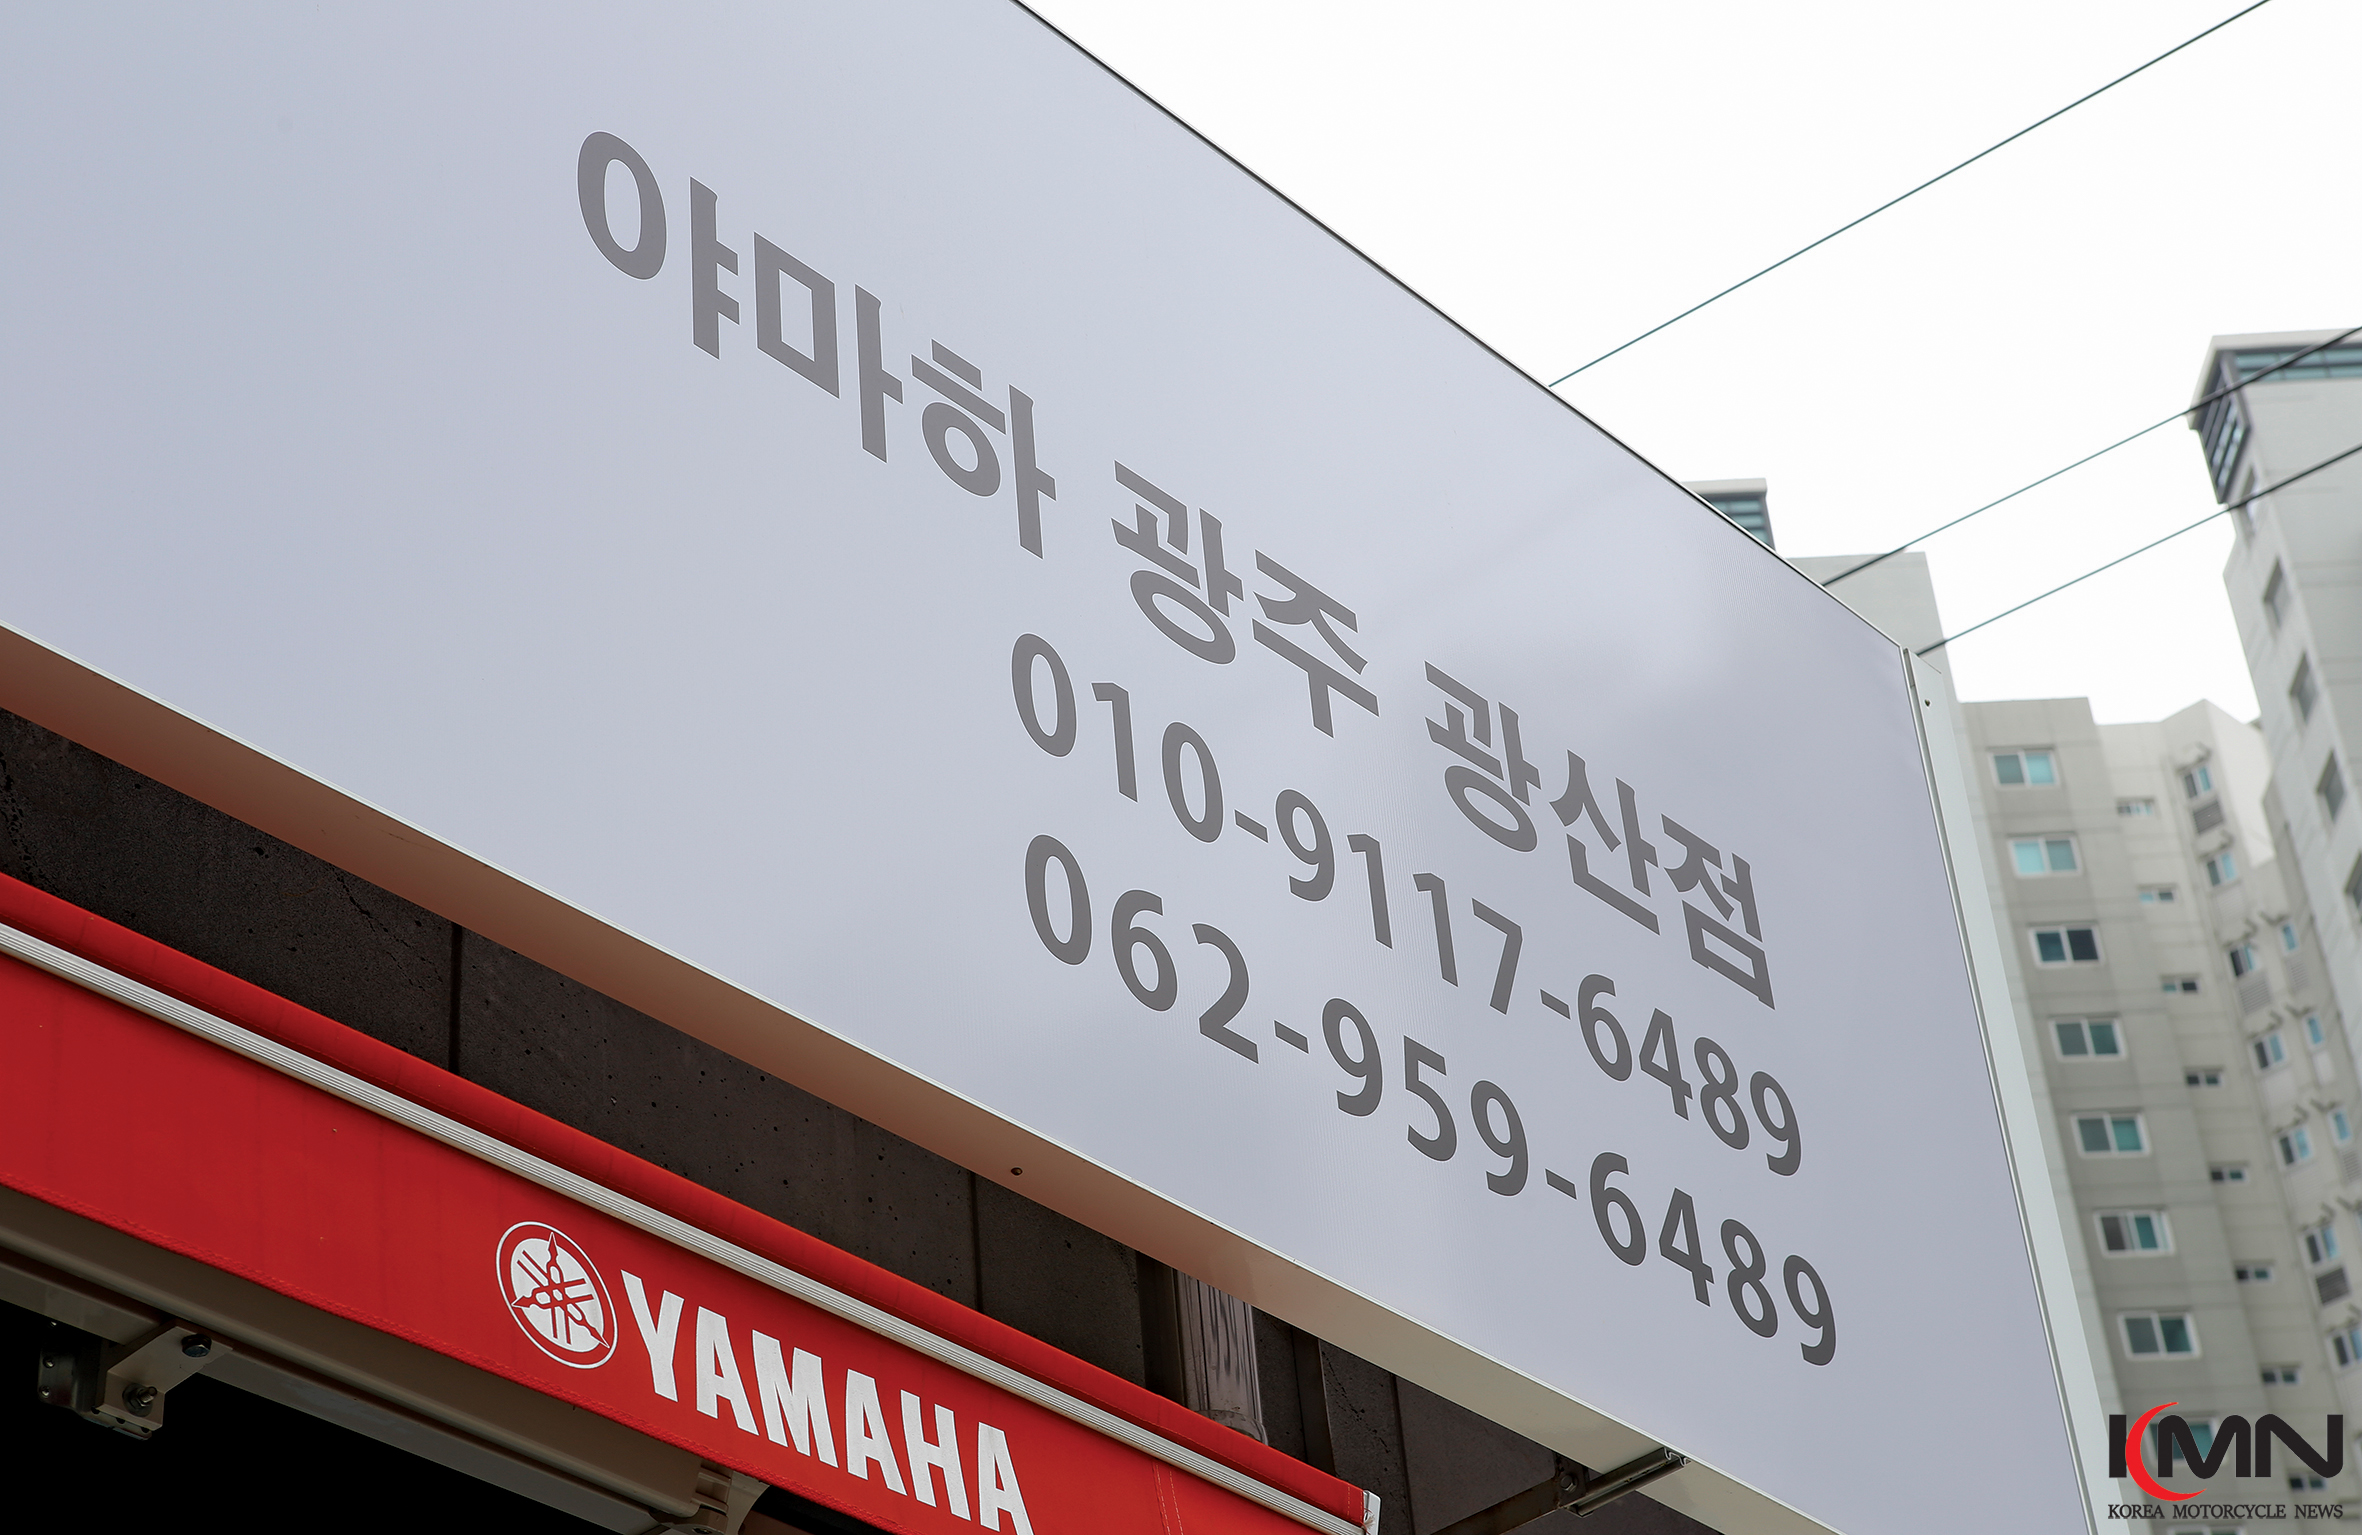 야마하 광주 광산점
010-9117-6489
062-959-6489
YAMAHA
KMN
KOREA MOTORCYCLE NEWS